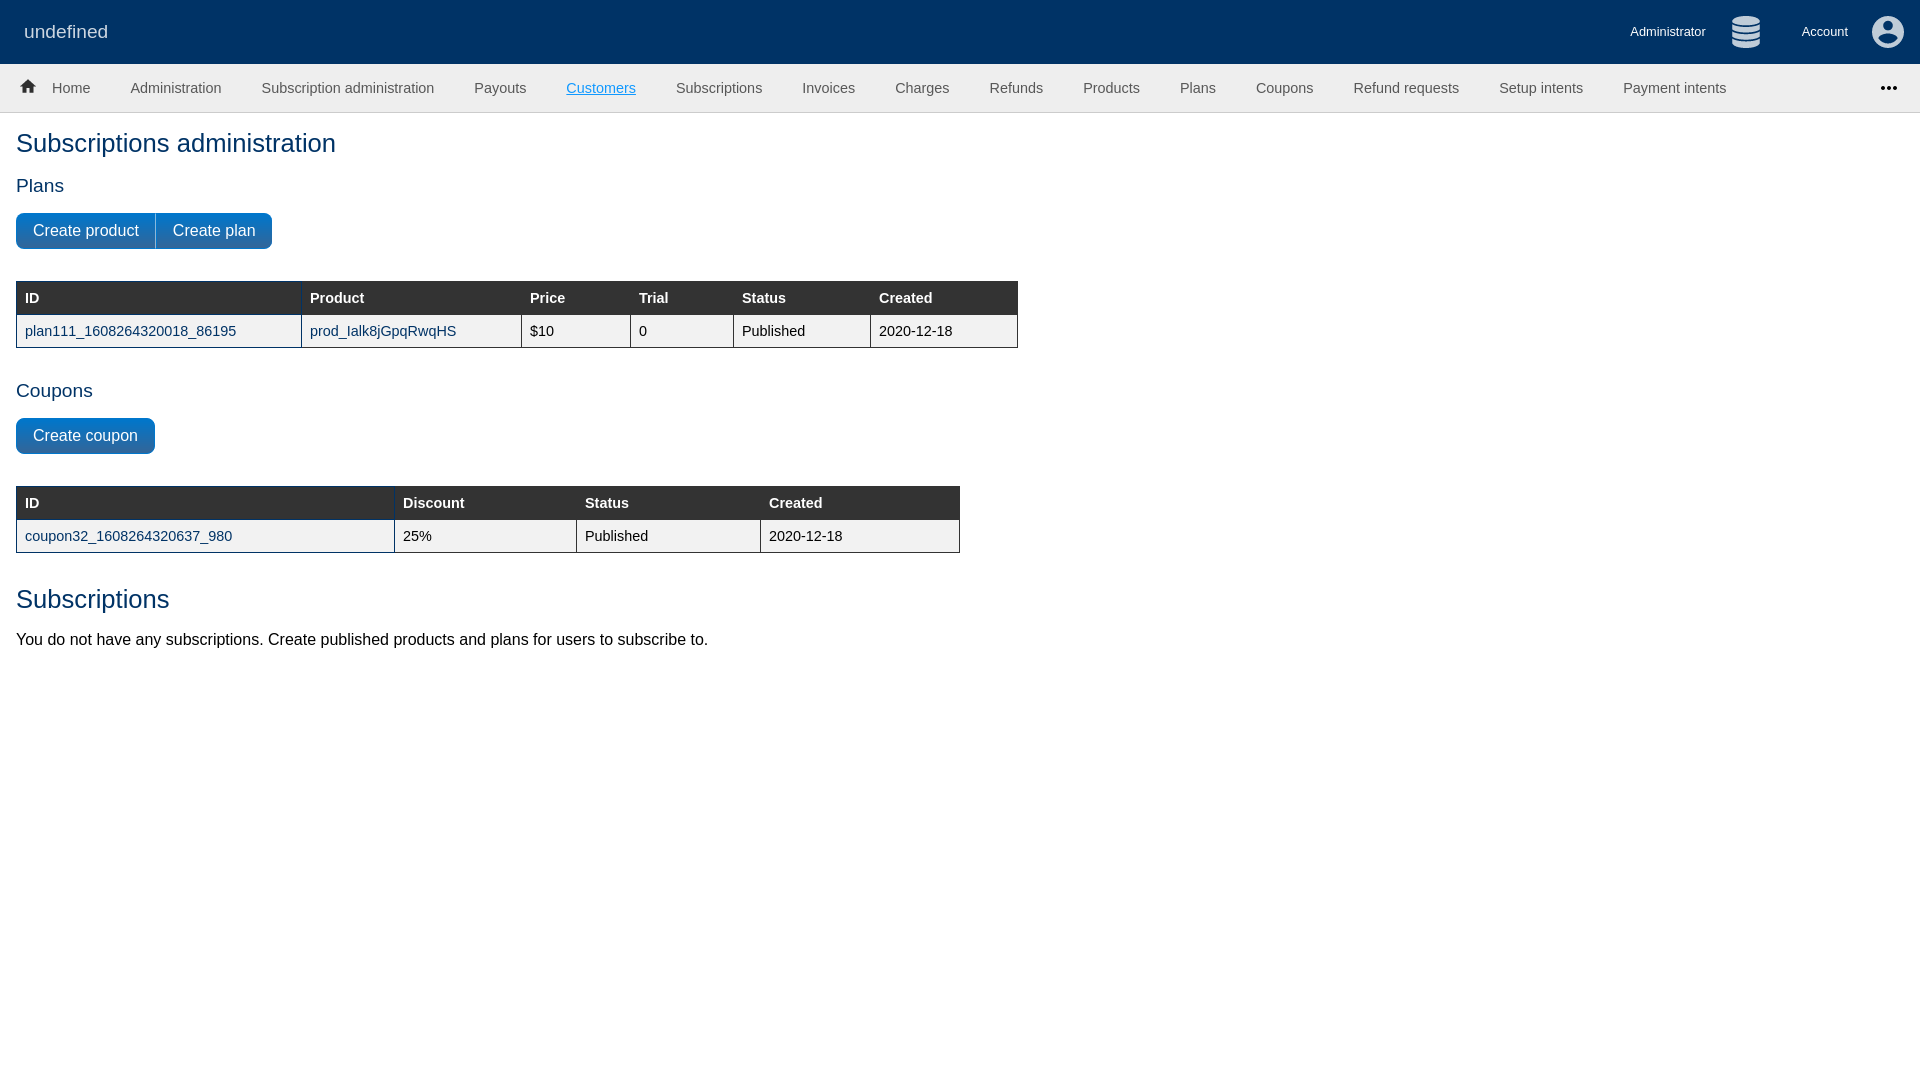 undefined
Administrator Account
Home Administration Subscription administration Payouts Customers Subscriptions Invoices Charges Refunds Products Plans Coupons Refund requests Setup intents Payment intents
Subscriptions administration
Plans
Create product Create plan
ID Product Price Trial Status Created
plan111_1608264320018_86195 prod_Ialk8jGpqRwqHS $10 0 Published 2020-12-18
Coupons
Create coupon
ID Discount Status Created
coupon32_1608264320637_980 25% Published 2020-12-18
Subscriptions
You do not have any subscriptions. Create published products and plans for users to subscribe to.